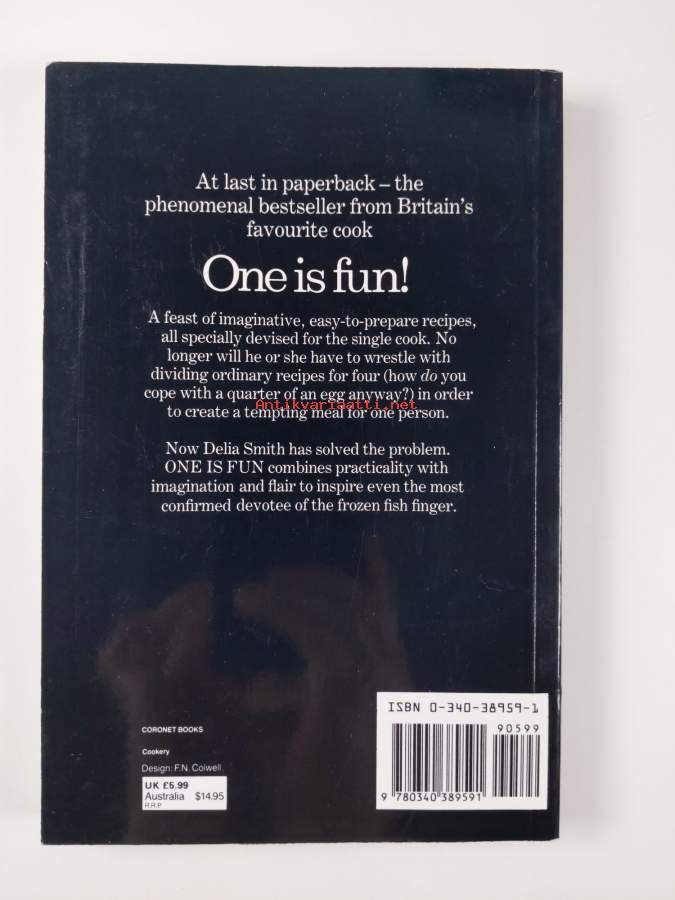 At last in paperback – the
phenomenal bestseller from Britain's
favourite cook
One is fun!
A feast of imaginative, easy-to-prepare recipes,
all specially devised for the single cook. No
longer will he or she have to wrestle with
dividing ordinary recipes for four (how do you
cope with a quarter of an egg anyway?) in order
Antikvariaatti.net
to create a tempting meal for one person.
Now Delia Smith has solved the problem.
ONE IS FUN combines practicality with
imagination and flair to inspire even the most
confirmed devotee of the frozen fish finger.
CORONET BOOKS
Cookery
Design: F.N. Colwell
UK £5.99
Australia $14.95
R.R.P
ISBN 0-340-38959-1
90599
9 780340 389591